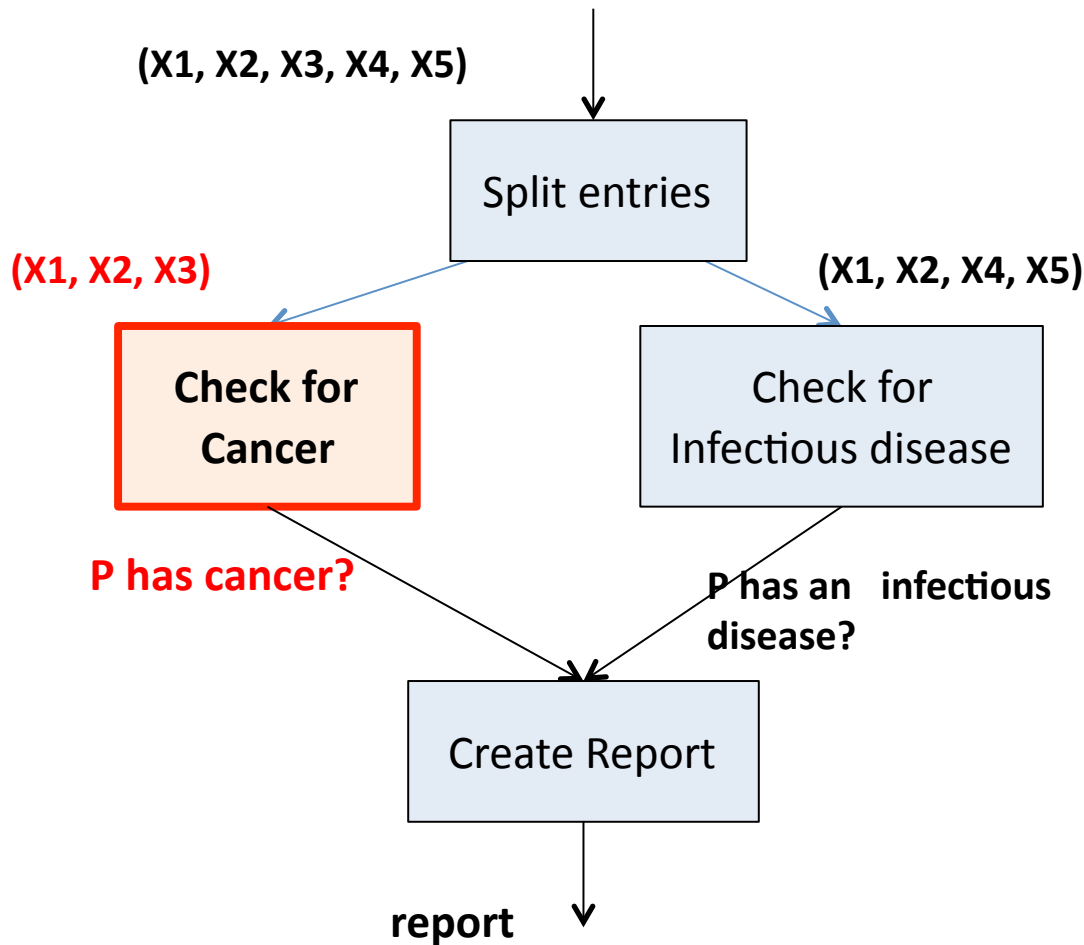 (X1, X2, X3, X4, X5)
Split entries
(X1, X2, X3)
(X1, X2, X4, X5)
Check for
Cancer
Check for
Infectious disease
P has cancer?
P has an infectious
disease?
Create Report
report